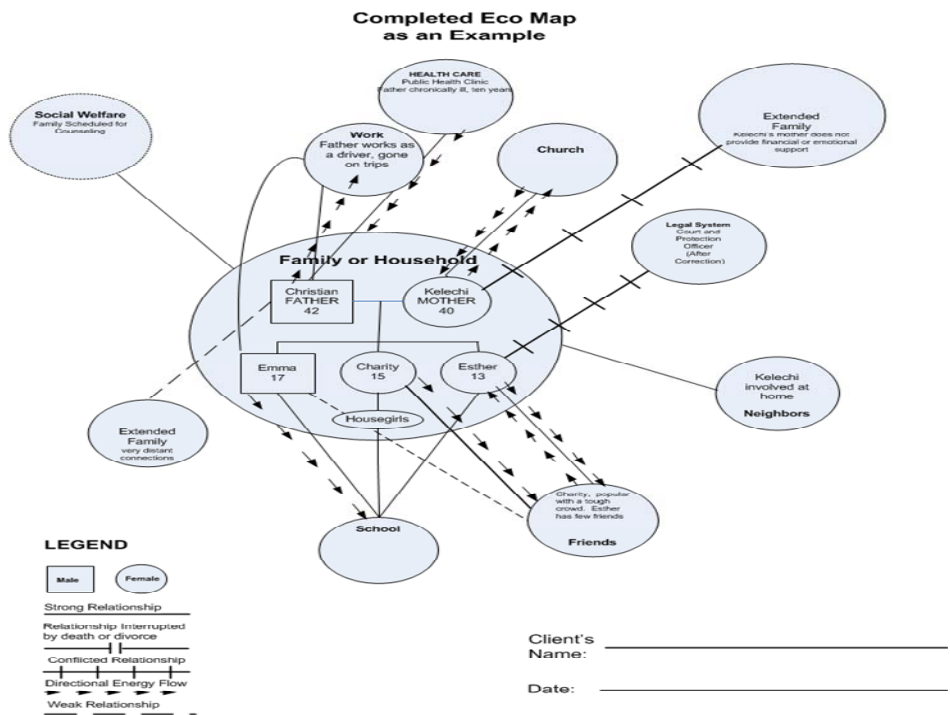 Completed Eco Map
as an Example
HEALTH CARE
Public Health Clinic
Father chronically ill, ten years
Social Welfare
Family Scheduled for
Counseling
Work
Father works as
a driver, gone
on trips
Church
Extended
Family
Kelechi's mother does not
provide financial or emotional
support
Legal System
Court and
Protection
Officer
(After
Correction)
Family or Household
Christian
FATHER
42
Kelechi
MOTHER
40
Emma
17
Charity
15
Esther
13
Housegirls
Kelechi
involved at
home
Neighbors
Extended
Family
very distant
connections
Charity, popular
with a tough
crowd. Esther
has few friends
Friends
School
LEGEND
Male
Female
Strong Relationship
Relationship Interrupted
by death or divorce
Conflicted Relationship
Directional Energy Flow
Weak Relationship
Client's
Name:
Date: